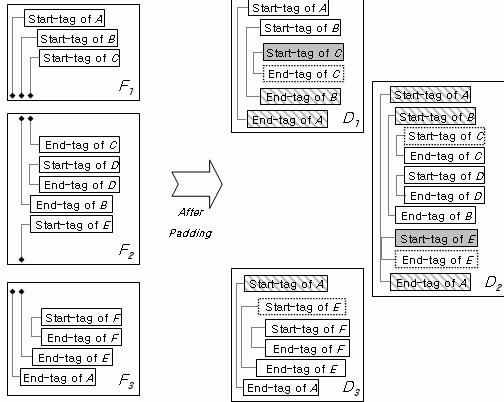 Start-tag of A
Start-tag of B
Start-tag of C
F1
End-tag of C
Start-tag of D
End-tag of D
End-tag of B
Start-tag of E
F2
Start-tag of F
End-tag of F
End-tag of E
End-tag of A
F3
After
Padding
Start-tag of A
Start-tag of B
Start-tag of C
End-tag of C
End-tag of B
End-tag of A
D1
Start-tag of A
Start-tag of B
Start-tag of C
End-tag of C
Start-tag of D
End-tag of D
End-tag of B
Start-tag of E
End-tag of E
End-tag of A
D2
Start-tag of A
Start-tag of E
Start-tag of F
End-tag of F
End-tag of E
End-tag of A
D3